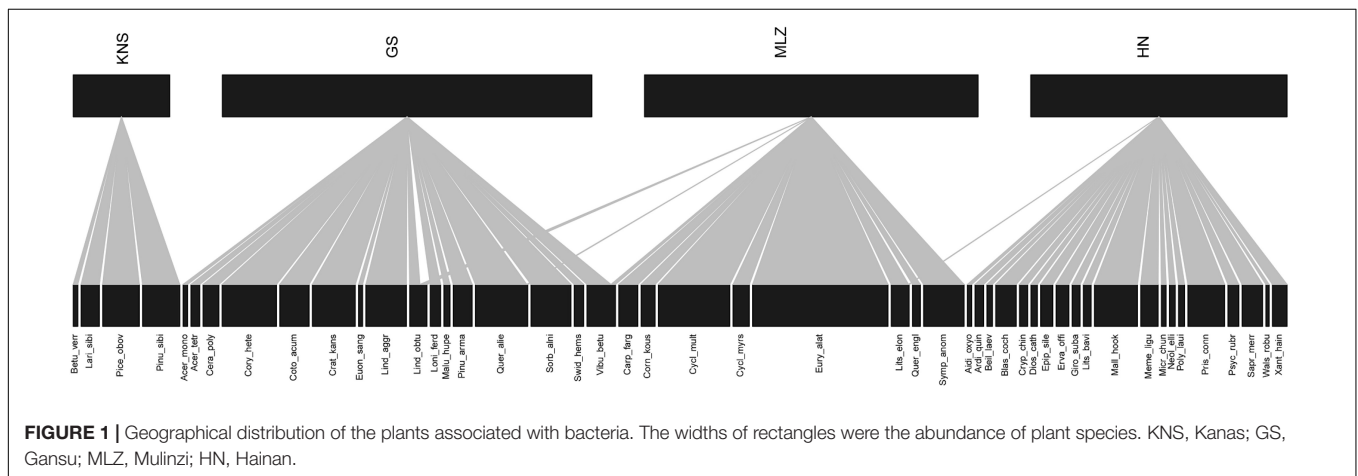 KNS
GS
MLZ
HN
Betu_verr
Lari_sibi
Pice_obov
Pinu_sibi
Acer_mono
Acer_tetr
Cera_poly
Cory_hete
Coto_acum
Crat_kans
Euon_sang
Lind_aggr
Lind_obtu
Loni_ferd
Malu_hupe
Pinu_arma
Quer_alie
Sorb_alni
Swid_hems
Vibu_betu
Carp_farg
Corn_kous
Cycl_mult
Cycl_myrs
Eury_alat
Lits_elon
Quer_engl
Symp_anom
Aidi_oxyo
Ardi_quin
Beil_laev
Blas_coch
Cryp_chin
Dios_cath
Epip_sile
Erva_offi
Giro_suba
Lits_bavi
Mall_hook
Meme_ligu
Micr_chun
Neol_elli
Poly_laui
Pris_conn
Psyc_rubr
Sapr_merr
Wals_robu
Xant_hain
FIGURE 1 | Geographical distribution of the plants associated with bacteria. The widths of rectangles were the abundance of plant species. KNS, Kanas; GS,
Gansu; MLZ, Mulinzi; HN, Hainan.